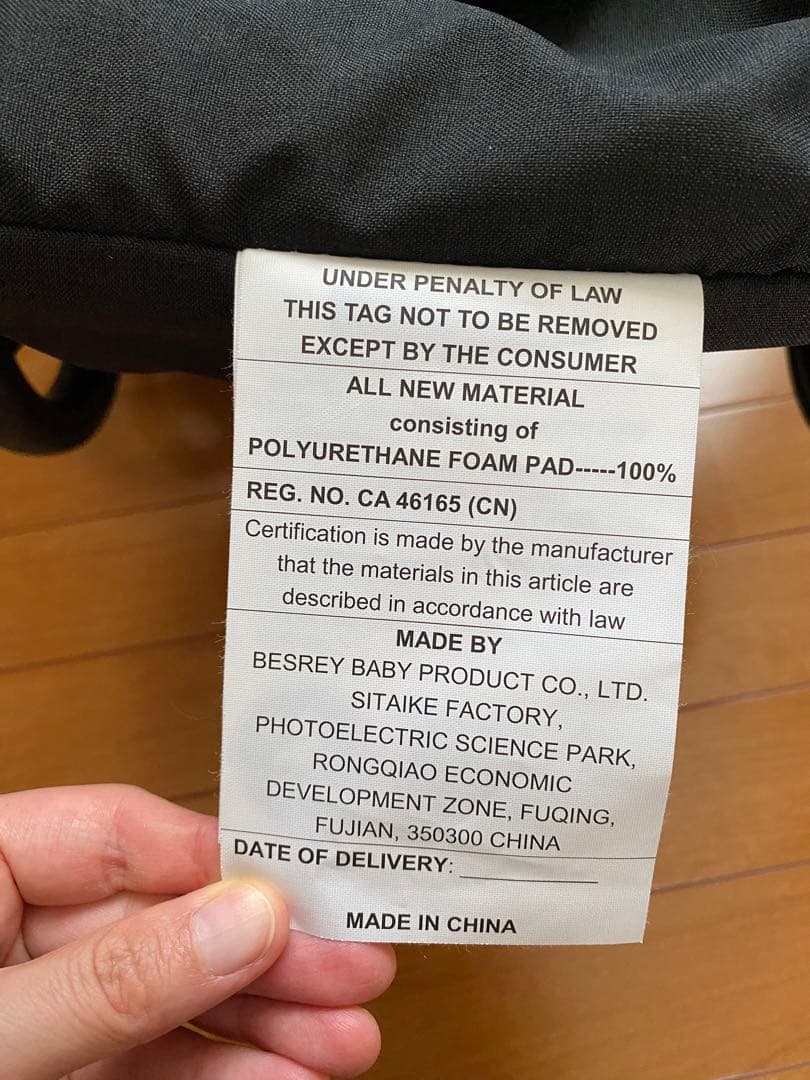 UNDER PENALTY OF LAW
THIS TAG NOT TO BE REMOVED
EXCEPT BY THE CONSUMER
ALL NEW MATERIAL
consisting of
POLYURETHANE FOAM PAD-----100%
REG. NO. CA 46165 (CN)
Certification is made by the manufacturer
that the materials in this article are
described in accordance with law
MADE BY
BESREY BABY PRODUCT CO., LTD.
SITAIKE FACTORY,
PHOTOELECTRIC SCIENCE PARK,
RONGQIAO ECONOMIC
DEVELOPMENT ZONE, FUQING,
FUJIAN, 350300 CHINA
DATE OF DELIVERY: ___________
MADE IN CHINA